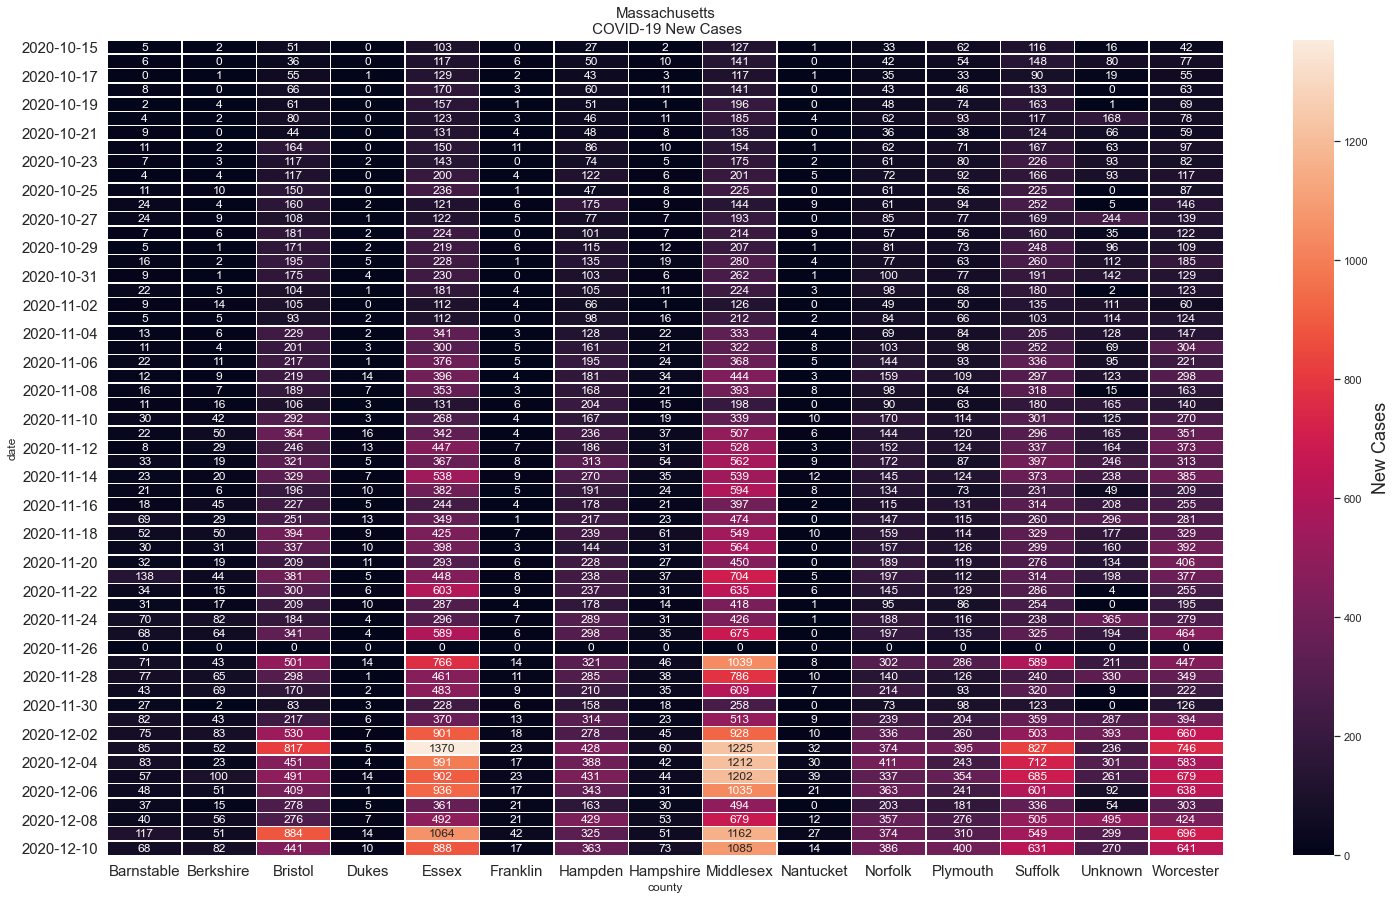 Massachusetts
COVID-19 New Cases
2020-10-15 5 2 51 0 103 0 27 2 127 1 33 62 116 16 42
6 0 36 0 117 6 50 10 141 0 42 54 148 80 77
2020-10-17 0 1 55 1 129 2 43 3 117 1 35 33 90 19 55
8 0 66 0 170 3 60 11 141 0 43 46 133 0 63
2020-10-19 2 4 61 0 157 1 51 1 196 0 48 74 163 1 69
4 2 80 0 123 3 46 11 185 4 62 93 117 168 78
2020-10-21 9 0 44 0 131 4 48 8 135 0 36 38 124 66 59
11 2 164 0 150 11 86 10 154 1 62 71 167 63 97
2020-10-23 7 3 117 2 143 0 74 5 175 2 61 80 226 93 82
4 4 117 0 200 4 122 6 201 5 72 92 166 93 117
2020-10-25 11 10 150 0 236 1 47 8 225 0 61 56 225 0 87
24 4 160 2 121 6 175 9 144 9 61 94 252 5 146
2020-10-27 24 9 108 1 122 5 77 7 193 0 85 77 169 244 139
7 6 181 2 224 0 101 7 214 9 57 56 160 35 122
2020-10-29 5 1 171 2 219 6 115 12 207 1 81 73 248 96 109
16 2 195 5 228 1 135 19 280 4 77 63 260 112 185
2020-10-31 9 1 175 4 230 0 103 6 262 1 100 77 191 142 129
22 5 104 1 181 4 105 11 224 3 98 68 180 2 123
2020-11-02 9 14 105 0 112 4 66 1 126 0 49 50 135 111 60
5 5 93 2 112 0 98 16 212 2 84 66 103 114 124
2020-11-04 13 6 229 2 341 3 128 22 333 4 69 84 205 128 147
11 4 201 3 300 5 161 21 322 8 103 98 252 69 304
2020-11-06 22 11 217 1 376 5 195 24 368 5 144 93 336 95 221
12 9 219 14 396 4 181 34 444 3 159 109 297 123 298
2020-11-08 16 7 189 7 353 3 168 21 393 8 98 64 318 15 163
11 16 106 3 131 6 204 15 198 0 90 63 180 165 140
2020-11-10 30 42 292 3 268 4 167 19 339 10 170 114 301 125 270
22 50 364 16 342 4 236 37 507 6 144 120 296 165 351
2020-11-12 8 29 246 13 447 7 186 31 528 3 152 124 337 164 373
33 19 321 5 367 8 313 54 562 9 172 87 397 246 313
2020-11-14 23 20 329 7 538 9 270 35 539 12 145 124 373 238 385
21 6 196 10 382 5 191 24 594 8 134 73 231 49 209
2020-11-16 18 45 227 5 244 4 178 21 397 2 115 131 314 208 255
69 29 251 13 349 1 217 23 474 0 147 115 260 296 281
2020-11-18 52 50 394 9 425 7 239 61 549 10 159 114 329 177 329
30 31 337 10 398 3 144 31 564 0 157 126 299 160 392
2020-11-20 32 19 209 11 293 6 228 27 450 0 189 119 276 134 406
138 44 381 5 448 8 238 37 704 5 197 112 314 198 377
2020-11-22 34 15 300 6 603 9 237 31 635 6 145 129 286 4 255
31 17 209 10 287 4 178 14 418 1 95 86 254 0 195
2020-11-24 70 82 184 4 296 7 289 31 426 1 188 116 238 365 279
68 64 341 4 589 6 298 35 675 0 197 135 325 194 464
2020-11-26 0 0 0 0 0 0 0 0 0 0 0 0 0 0 0
71 43 501 14 766 14 321 46 1039 8 302 286 589 211 447
2020-11-28 77 65 298 1 461 11 285 38 786 10 140 126 240 330 349
43 69 170 2 483 9 210 35 609 7 214 93 320 9 222
2020-11-30 27 2 83 3 228 6 158 18 258 0 73 98 123 0 126
82 43 217 6 370 13 314 23 513 9 239 204 359 287 394
2020-12-02 75 83 530 7 901 18 278 45 928 10 336 260 503 393 660
85 52 817 5 1370 23 428 60 1225 32 374 395 827 236 746
2020-12-04 83 23 451 4 991 17 388 42 1212 30 411 243 712 301 583
57 100 491 14 902 23 431 44 1202 39 337 354 685 261 679
2020-12-06 48 51 409 1 936 17 343 31 1035 21 363 241 601 92 638
37 15 278 5 361 21 163 30 494 0 203 181 336 54 303
2020-12-08 40 56 276 7 492 21 429 53 679 12 357 276 505 495 424
117 51 884 14 1064 42 325 51 1162 27 374 310 549 299 696
2020-12-10 68 82 441 10 888 17 363 73 1085 14 386 400 631 270 641
Barnstable Berkshire Bristol Dukes Essex Franklin Hampden Hampshire Middlesex Nantucket Norfolk Plymouth Suffolk Unknown Worcester
county
date
1200
1000
800
600
400
200
0
New Cases